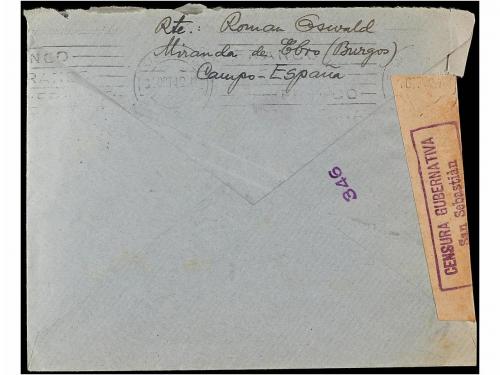 Rte.: Roman Oswald
Miranda de Ebro (Burgos)
Campo-España
346
CENSURA GUBERNATIVA
San Sebastián